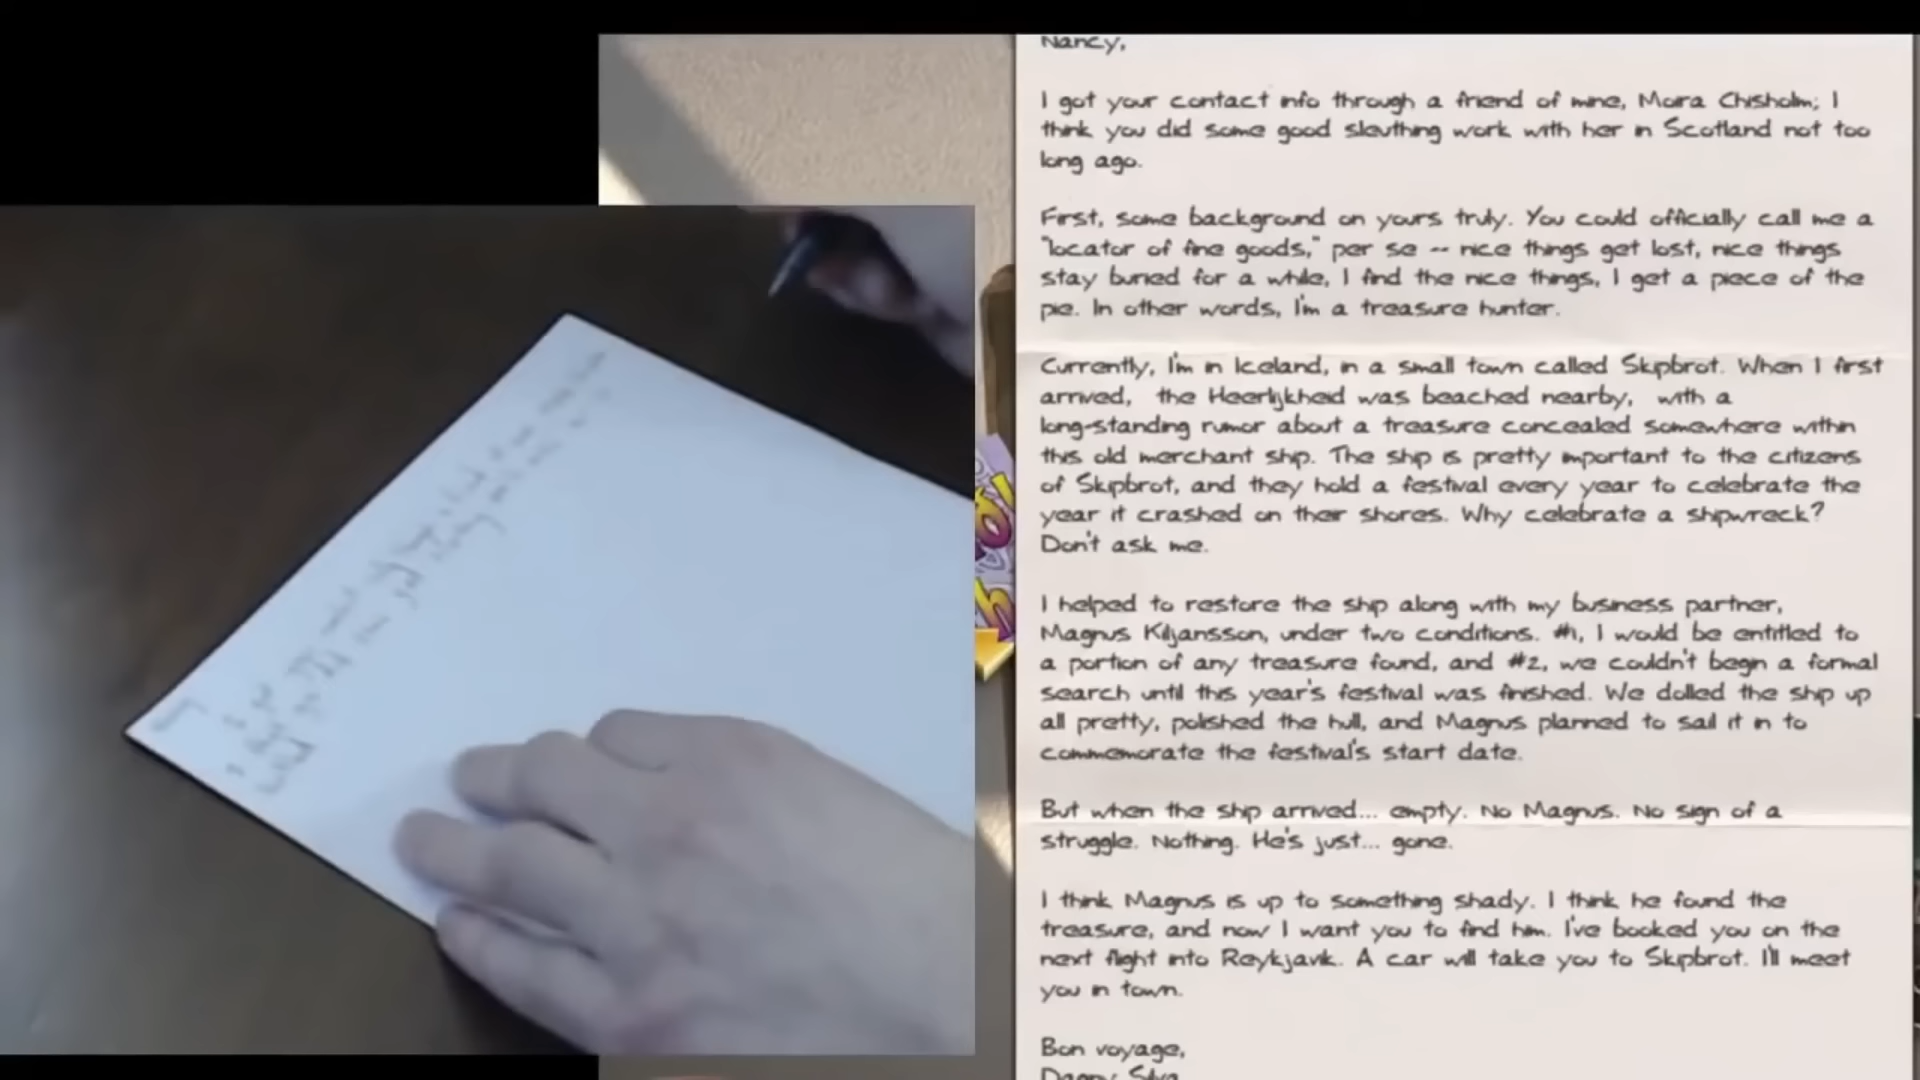 Nancy,
I got your contact info through a friend of mine, Moira Chisholm; I
think you did some good sleuthing work with her in Scotland not too
long ago.
First, some background on yours truly. You could officially call me a
"locator of fine goods," per se -- nice things get lost, nice things
stay buried for a while, I find the nice things, I get a piece of the
pie. In other words, I'm a treasure hunter.
Currently, I'm in Iceland, in a small town called Skipbrot. When I first
arrived, the Heerlijkheid was beached nearby, with a
long-standing rumor about a treasure concealed somewhere within
this old merchant ship. The ship is pretty important to the citizens
of Skipbrot, and they hold a festival every year to celebrate the
year it crashed on their shores. Why celebrate a shipwreck?
Don't ask me.
I helped to restore the ship along with my business partner,
Magnus Kiljansson, under two conditions. #1, I would be entitled to
a portion of any treasure found, and #2, we couldn't begin a formal
search until this year's festival was finished. We dolled the ship up
all pretty, polished the hull, and Magnus planned to sail it in to
commemorate the festival's start date.
But when the ship arrived... empty. No Magnus. No sign of a
struggle. Nothing. He's just... gone.
I think Magnus is up to something shady. I think he found the
treasure, and now I want you to find him. I've booked you on the
next flight into Reykjavik. A car will take you to Skipbrot. I'll meet
you in town.
Bon voyage,
Dagny Silva